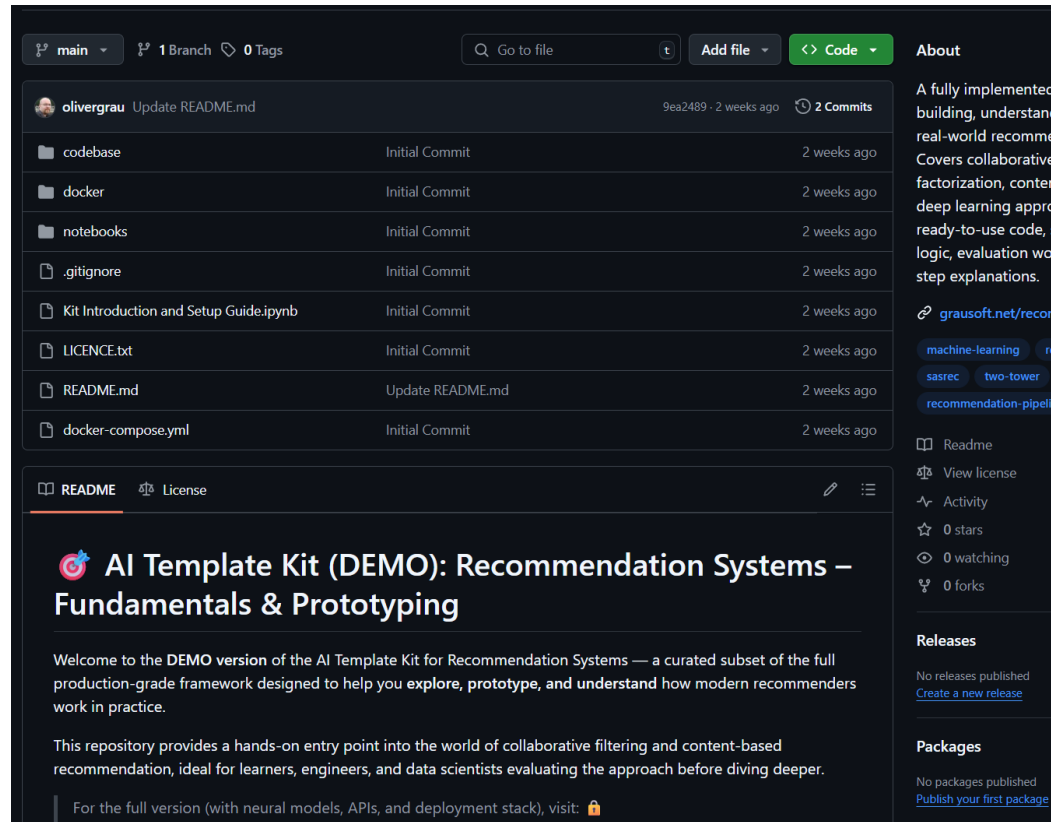 main
1 Branch
0 Tags
Go to file
t
Add file
Code
olivergrau Update README.md
9ea2489 · 2 weeks ago
2 Commits
codebase Initial Commit 2 weeks ago
docker Initial Commit 2 weeks ago
notebooks Initial Commit 2 weeks ago
.gitignore Initial Commit 2 weeks ago
Kit Introduction and Setup Guide.ipynb Initial Commit 2 weeks ago
LICENCE.txt Initial Commit 2 weeks ago
README.md Update README.md 2 weeks ago
docker-compose.yml Initial Commit 2 weeks ago
README
License
AI Template Kit (DEMO): Recommendation Systems –
Fundamentals & Prototyping
Welcome to the DEMO version of the AI Template Kit for Recommendation Systems — a curated subset of the full
production-grade framework designed to help you explore, prototype, and understand how modern recommenders
work in practice.
This repository provides a hands-on entry point into the world of collaborative filtering and content-based
recommendation, ideal for learners, engineers, and data scientists evaluating the approach before diving deeper.
For the full version (with neural models, APIs, and deployment stack), visit:
About
A fully implemented
building, understand
real-world recomme
Covers collaborative
factorization, conten
deep learning appro
ready-to-use code,
logic, evaluation wo
step explanations.
grausoft.net/recor
machine-learning
sasrec two-tower
recommendation-pipeli
Readme
View license
Activity
0 stars
0 watching
0 forks
Releases
No releases published
Create a new release
Packages
No packages published
Publish your first package